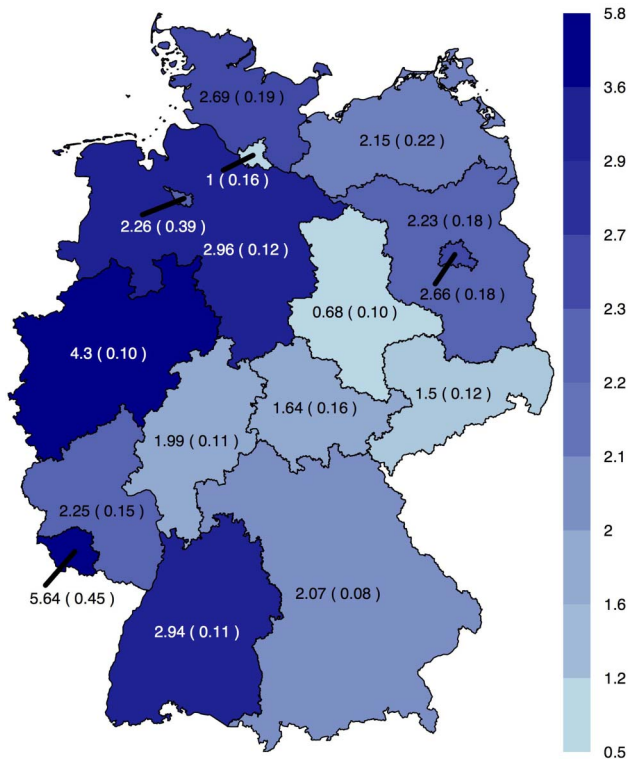 2.69 ( 0.19 )
2.15 ( 0.22 )
1 ( 0.16 )
2.26 ( 0.39 )
2.96 ( 0.12 )
2.23 ( 0.18 )
2.66 ( 0.18 )
0.68 ( 0.10 )
4.3 ( 0.10 )
1.5 ( 0.12 )
1.64 ( 0.16 )
1.99 ( 0.11 )
2.25 ( 0.15 )
5.64 ( 0.45 )
2.07 ( 0.08 )
2.94 ( 0.11 )
5.8
3.6
2.9
2.7
2.3
2.2
2.1
2
1.6
1.2
0.5